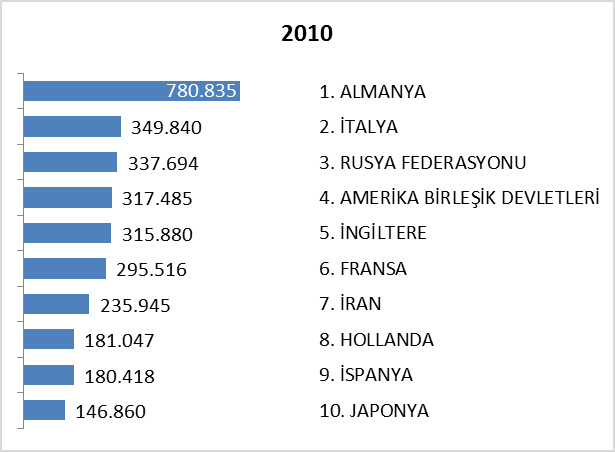 2010
780.835 1. ALMANYA
349.840 2. İTALYA
337.694 3. RUSYA FEDERASYONU
317.485 4. AMERİKA BİRLEŞİK DEVLETLERİ
315.880 5. İNGİLTERE
295.516 6. FRANSA
235.945 7. İRAN
181.047 8. HOLLANDA
180.418 9. İSPANYA
146.860 10. JAPONYA